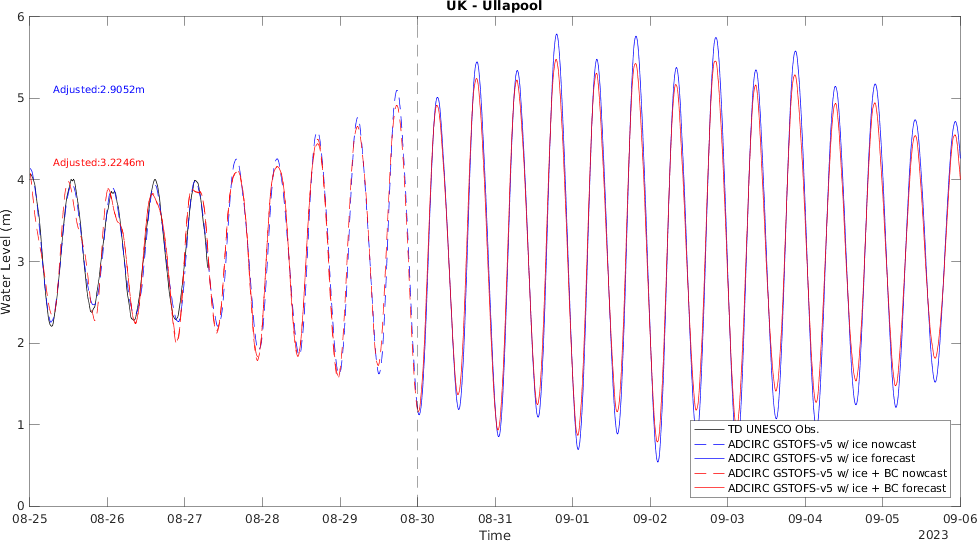 UK - Ullapool
6
5
4
3
2
1
0
Water Level (m)
Adjusted:2.9052m
Adjusted:3.2246m
TD UNESCO Obs.
ADCIRC GSTOFS-v5 w/ ice nowcast
ADCIRC GSTOFS-v5 w/ ice forecast
ADCIRC GSTOFS-v5 w/ ice + BC nowcast
ADCIRC GSTOFS-v5 w/ ice + BC forecast
08-25 08-26 08-27 08-28 08-29 08-30 08-31 09-01 09-02 09-03 09-04 09-05 09-06
Time
2023